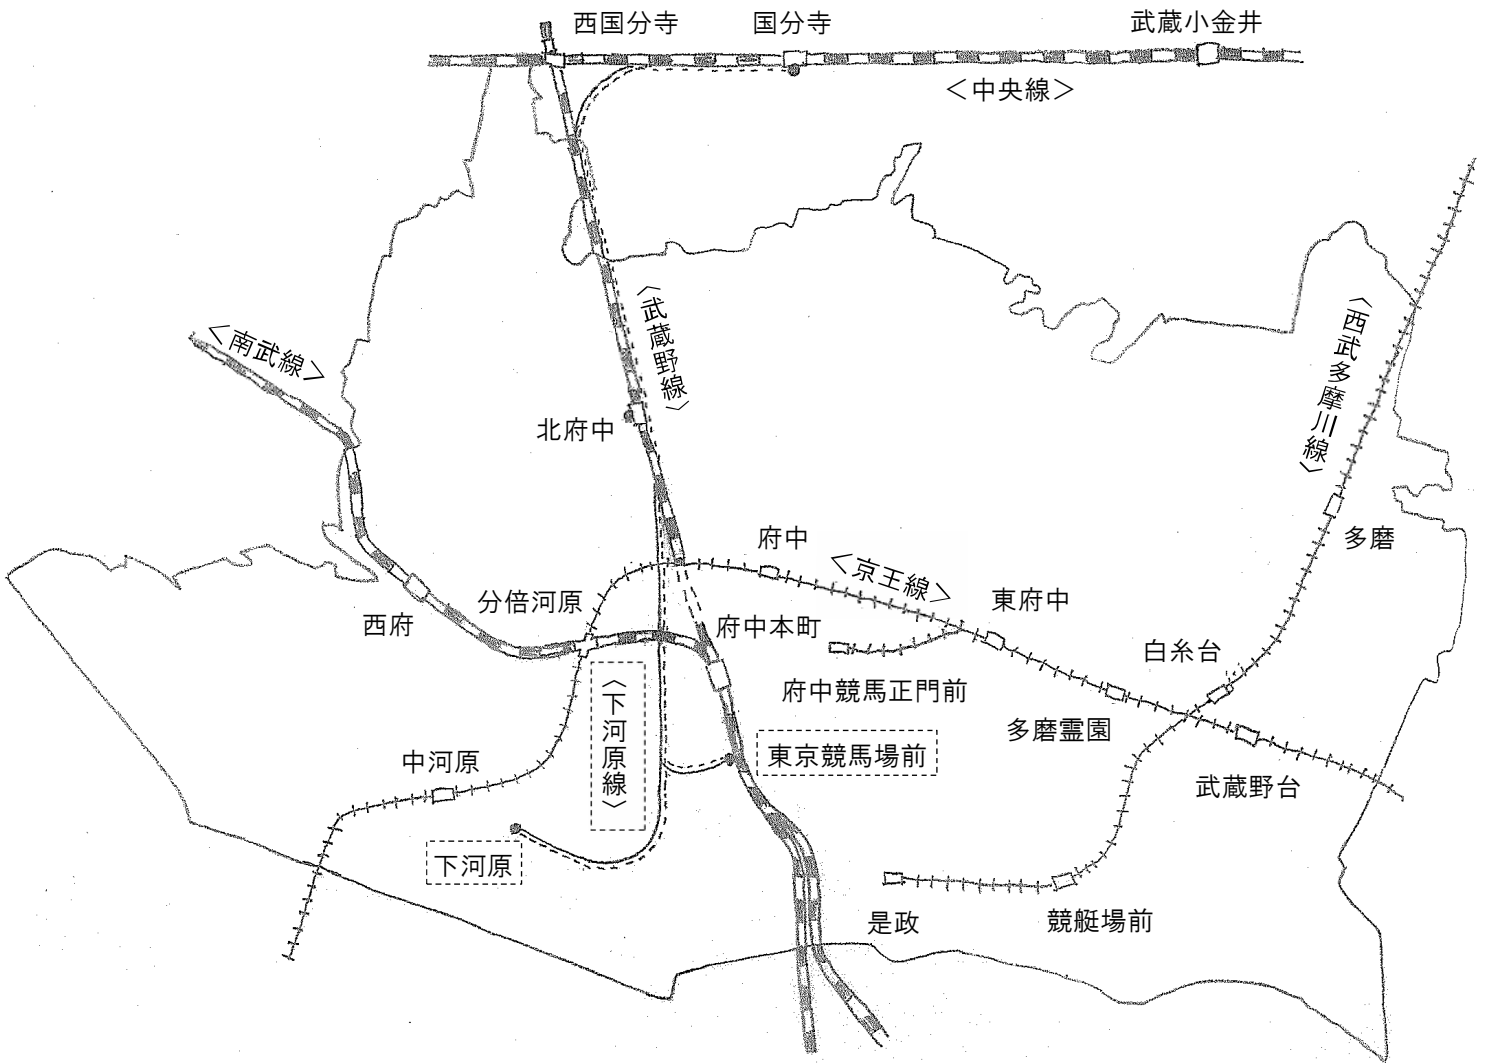 西国分寺
国分寺
武蔵小金井
＜中央線＞
〈武蔵野線〉
〈西武多摩川線〉
＜南武線＞
北府中
多磨
府中
＜京王線＞
東府中
分倍河原
西府
府中本町
白糸台
府中競馬正門前
〈下河原線〉
多磨霊園
東京競馬場前
中河原
武蔵野台
下河原
是政
競艇場前